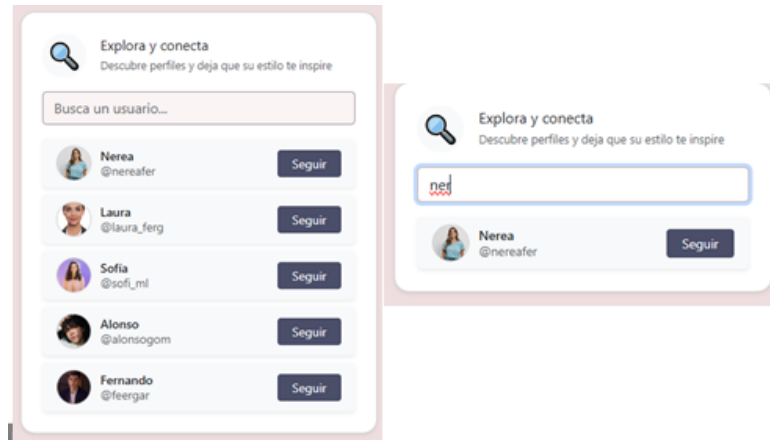 Explora y conecta
Descubre perfiles y deja que su estilo te inspire
Busca un usuario...
Nerea
@nereafer
Seguir
Laura
@laura_ferg
Seguir
Sofía
@sofi_ml
Seguir
Alonso
@alonsogom
Seguir
Fernando
@feergar
Seguir
Explora y conecta
Descubre perfiles y deja que su estilo te inspire
ner
Nerea
@nereafer
Seguir